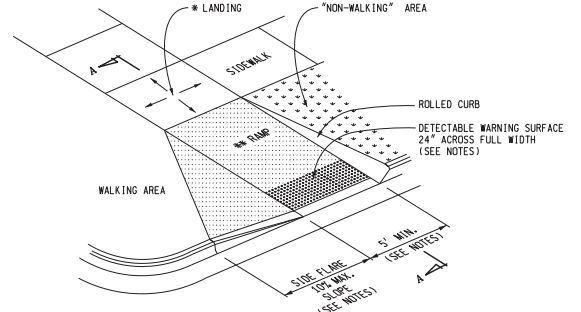 * LANDING
"NON-WALKING" AREA
A
SIDEWALK
ROLLED CURB
** RAMP
DETECTABLE WARNING SURFACE
24" ACROSS FULL WIDTH
(SEE NOTES)
WALKING AREA
5' MIN.
(SEE NOTES)
SIDE FLARE
10% MAX.
SLOPE
(SEE NOTES)
A